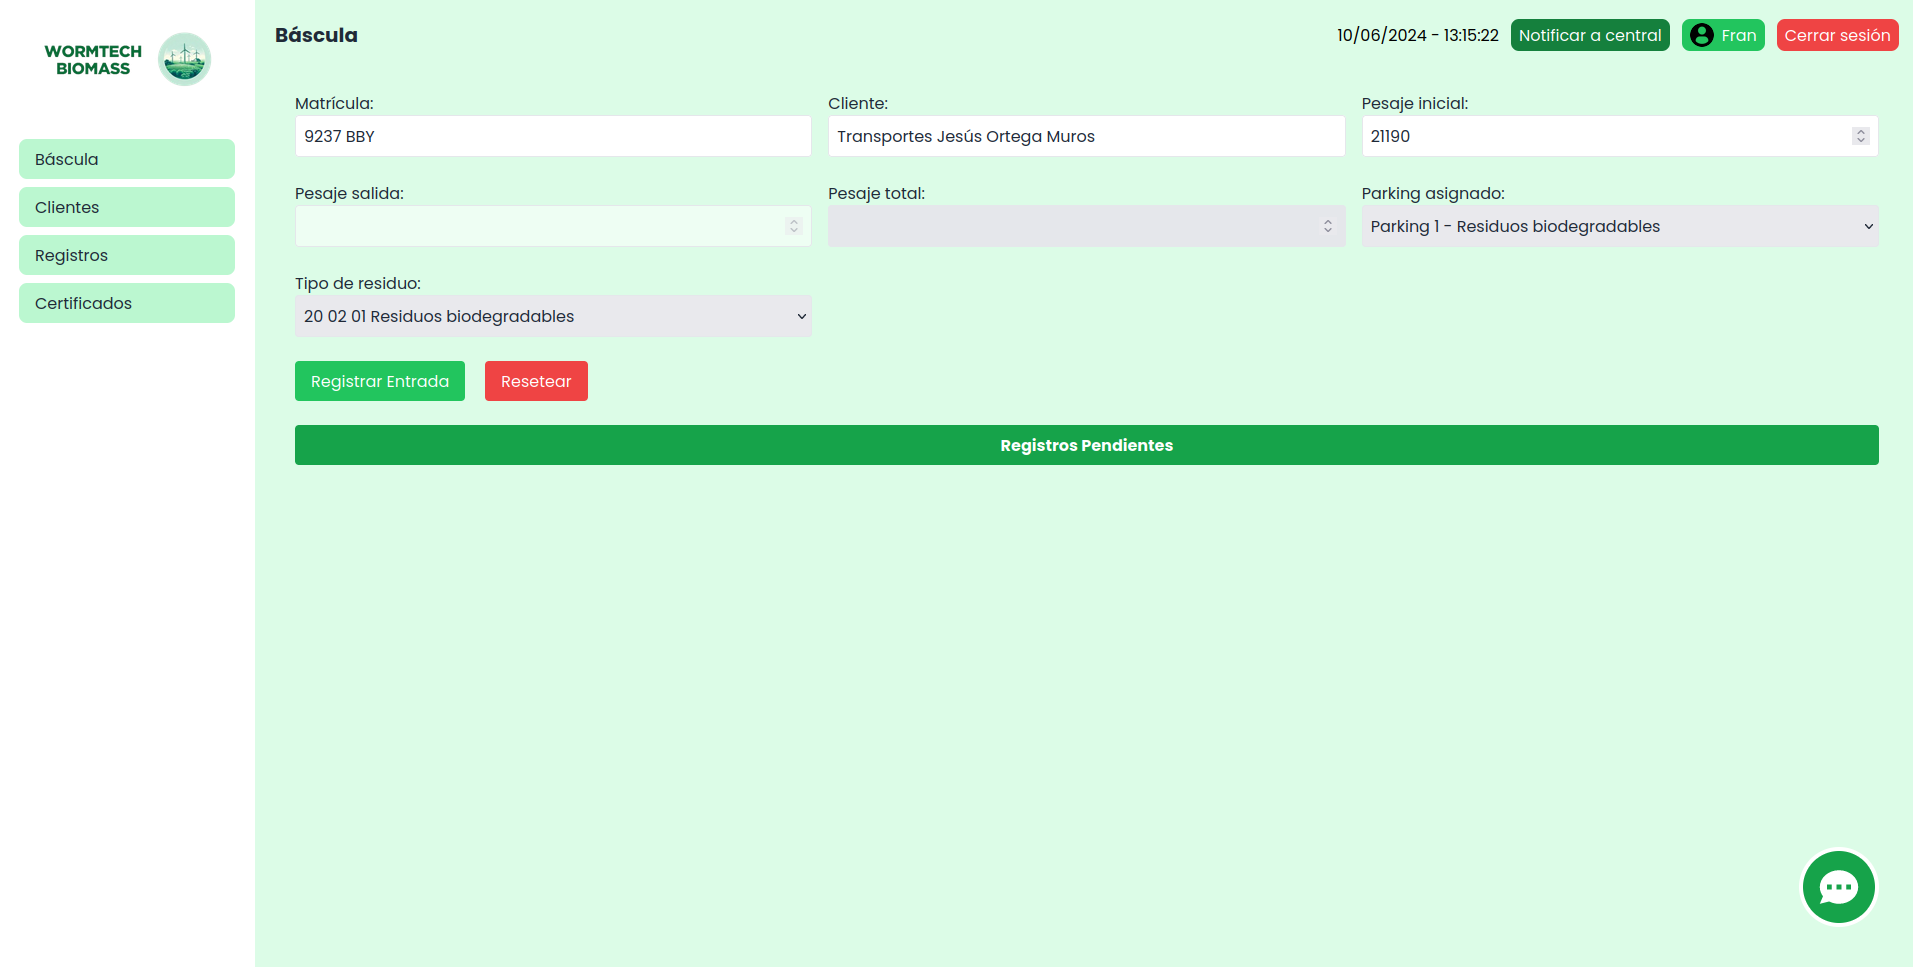 WORMTECH
BIOMASS
Báscula
Clientes
Registros
Certificados
Báscula
10/06/2024 - 13:15:22
Notificar a central
Fran
Cerrar sesión
Matrícula:
Cliente:
Pesaje inicial:
9237 BBY
Transportes Jesús Ortega Muros
21190
Pesaje salida:
Pesaje total:
Parking asignado:
Parking 1 - Residuos biodegradables
Tipo de residuo:
20 02 01 Residuos biodegradables
Registrar Entrada
Resetear
Registros Pendientes